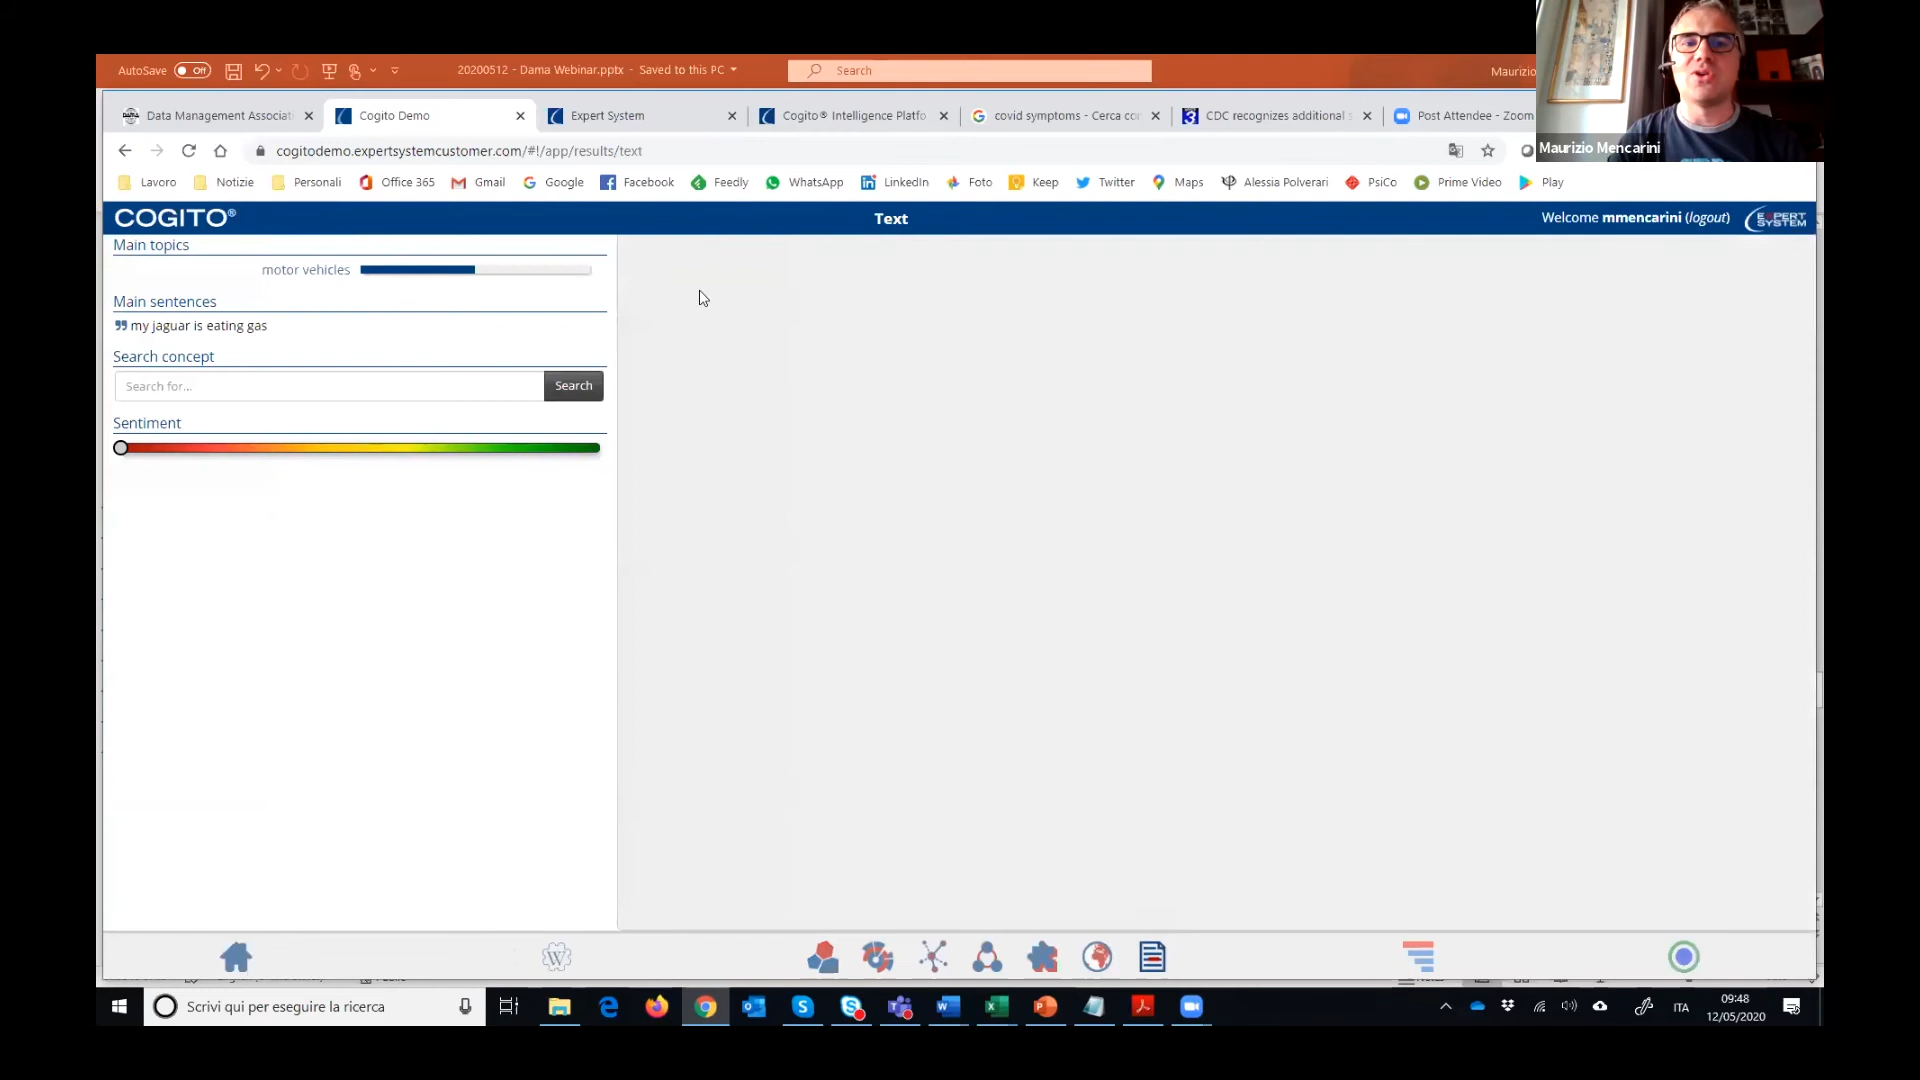 AutoSave Off 20200512 - Dama Webinar.pptx - Saved to this PC Search Maurizio
Data Management Associati Cogito Demo Expert System Cogito® Intelligence Platfo covid symptoms - Cerca con CDC recognizes additional s Post Attendee - Zoom
cogitodemo.expertsystemcustomer.com/#!/app/results/text
Maurizio Mencarini
Lavoro Notizie Personali Office 365 Gmail Google Facebook Feedly WhatsApp LinkedIn Foto Keep Twitter Maps Alessia Polverari PsiCo Prime Video Play
COGITO® Text Welcome mmencarini (logout) EXPERT SYSTEM
Main topics
motor vehicles
Main sentences
my jaguar is eating gas
Search concept
Search for... Search
Sentiment
W
Scrivi qui per eseguire la ricerca
ITA
09:48
12/05/2020